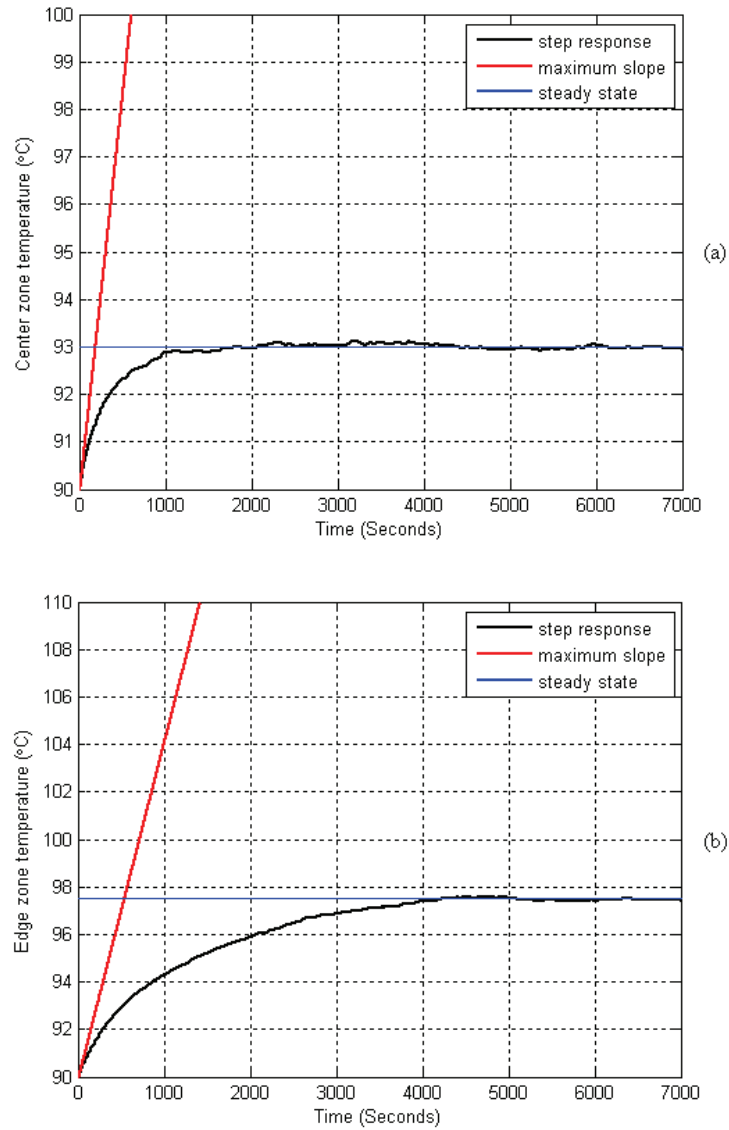 100
99
98
97
96
95
94
93
92
91
90
Center zone temperature (°C)
step response
maximum slope
steady state
(a)
0 1000 2000 3000 4000 5000 6000 7000
Time (Seconds)
110
108
106
104
102
100
98
96
94
92
90
Edge zone temperature (°C)
step response
maximum slope
steady state
(b)
0 1000 2000 3000 4000 5000 6000 7000
Time (Seconds)